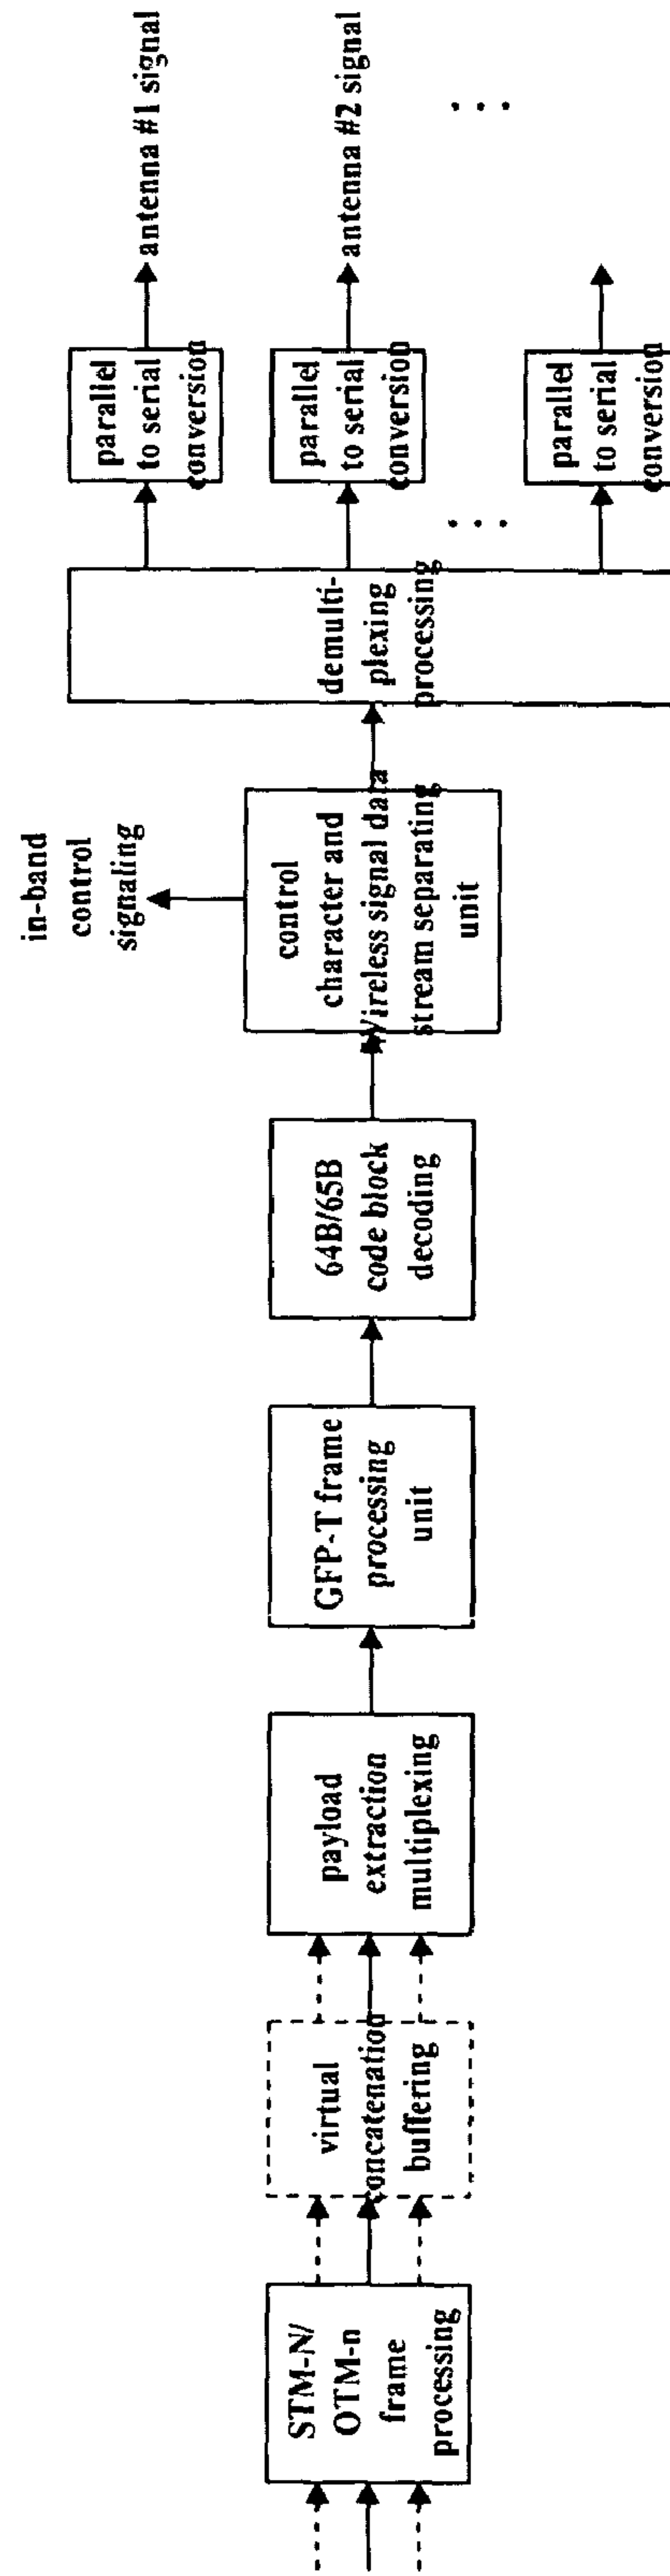 STM-N/
OTM-n
frame
processing
virtual
concatenation
buffering
payload
extraction
multiplexing
GFP-T frame
processing
unit
64B/65B
code block
decoding
control
character and
wireless signal data
stream separating
unit
in-band
control
signaling
demulti-
plexing
processing
parallel
to serial
conversion
antenna #1 signal
parallel
to serial
conversion
antenna #2 signal
. . .
. . .
parallel
to serial
conversion